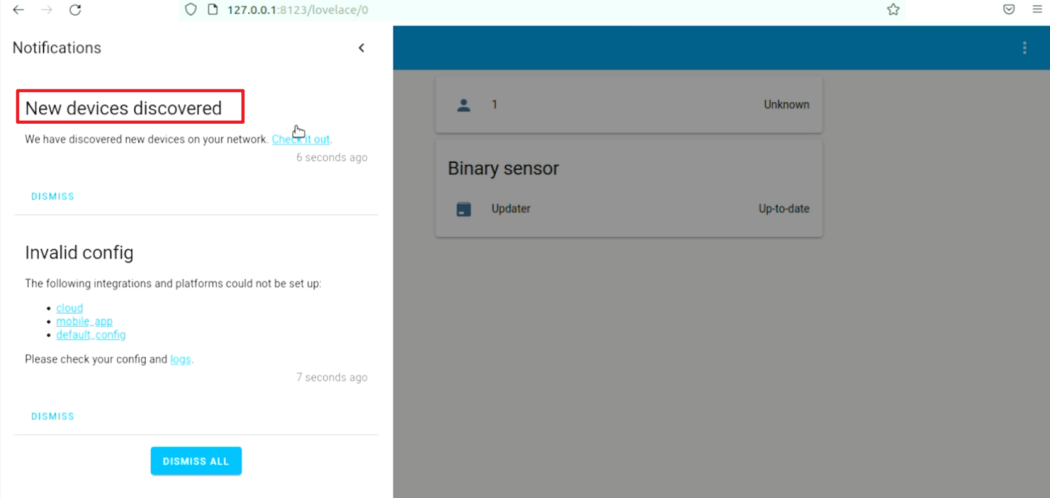 127.0.0.1:8123/lovelace/0
Notifications
New devices discovered
We have discovered new devices on your network. Check it out.
6 seconds ago
DISMISS
Invalid config
The following integrations and platforms could not be set up:
• cloud
• mobile_app
• default_config
Please check your config and logs.
7 seconds ago
DISMISS
DISMISS ALL
1 Unknown
Binary sensor
Updater Up-to-date